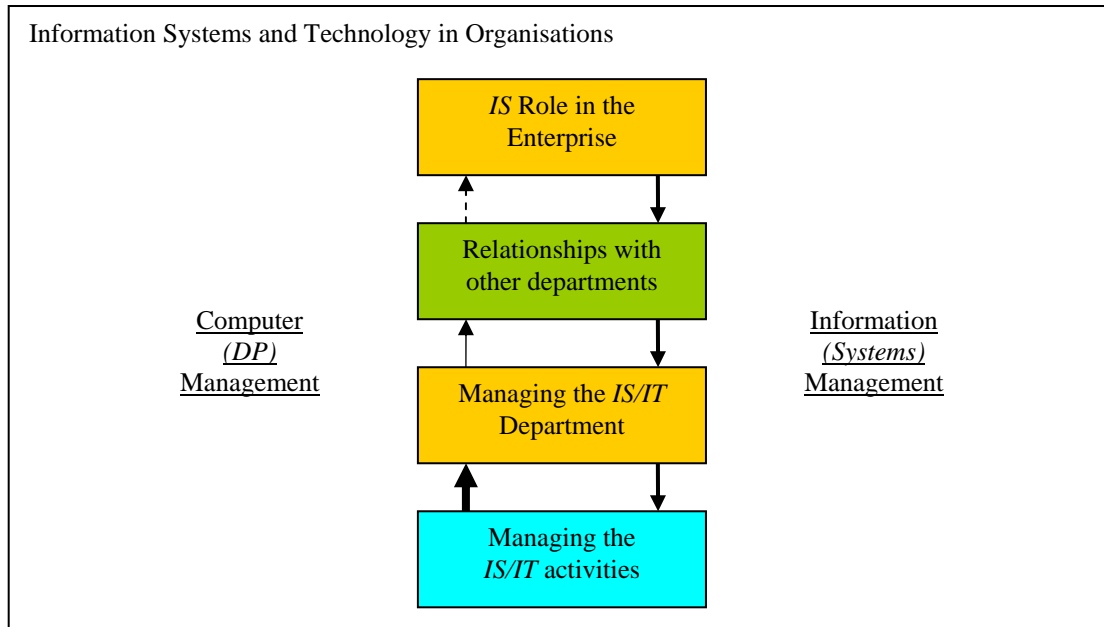 Information Systems and Technology in Organisations
IS Role in the
Enterprise
Relationships with
other departments
Computer
(DP)
Management
Information
(Systems)
Management
Managing the IS/IT
Department
Managing the
IS/IT activities